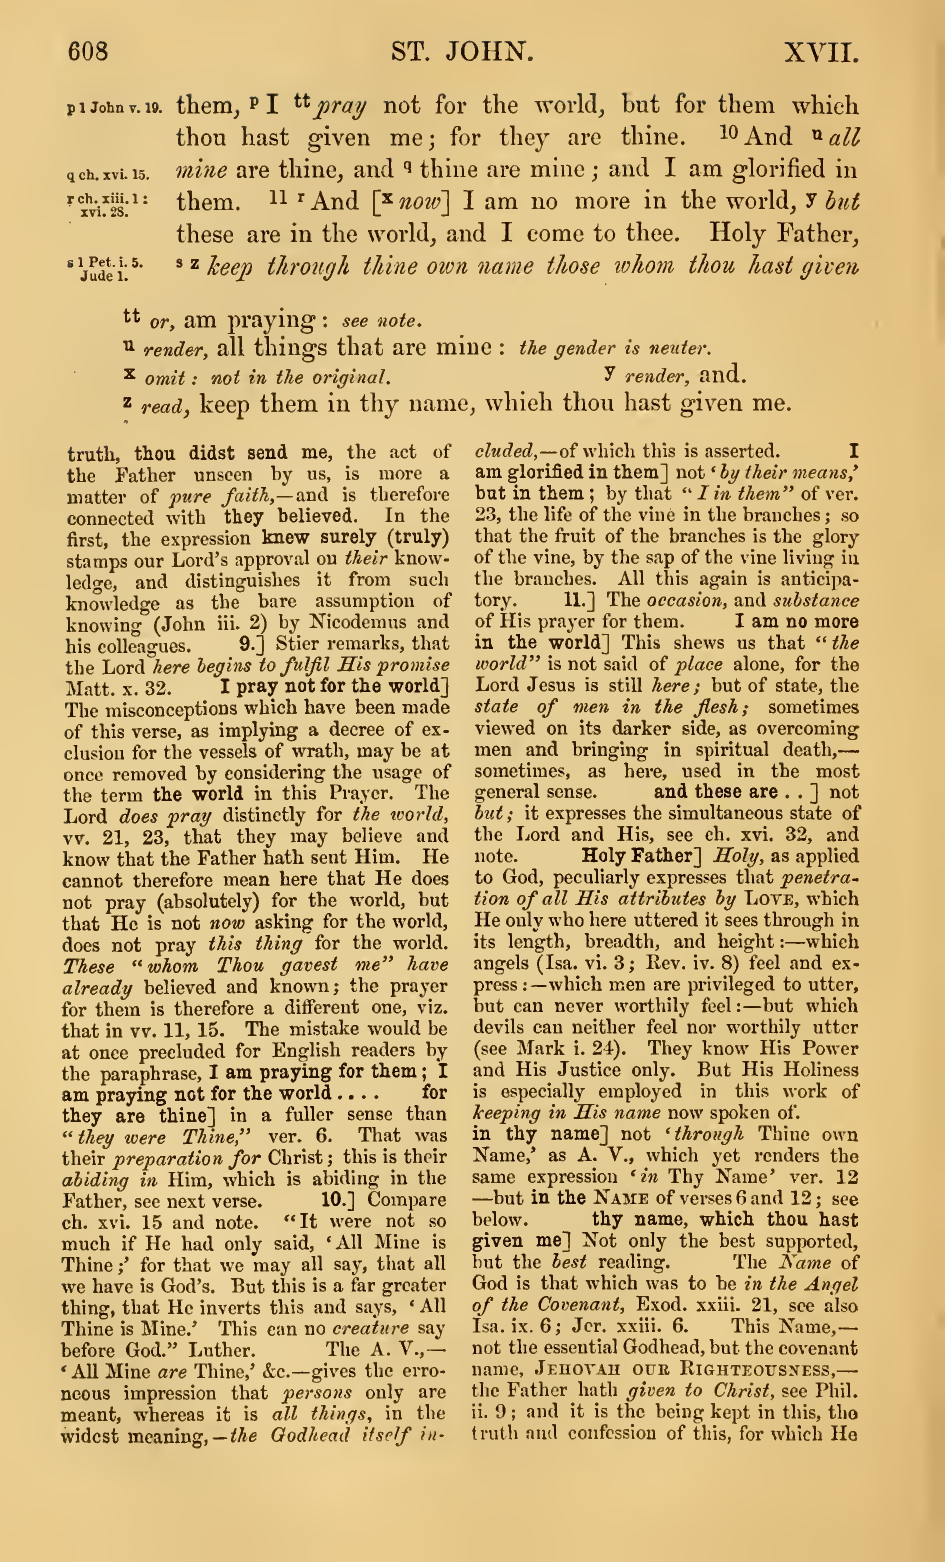 608 ST. JOHN. XVII.
p 1 John v. 19. them, p I tt pray not for the world, but for them which
thou hast given me; for they are thine. 10 And u all
q ch. xvi. 15. mine are thine, and q thine are mine; and I am glorified in
r ch. xiii. 1: xvi. 28. them. 11 r And [x now] I am no more in the world, y but
these are in the world, and I come to thee. Holy Father,
s 1 Pet. i. 5. Jude 1. s z keep through thine own name those whom thou hast given
tt or, am praying: see note.
u render, all things that are mine: the gender is neuter.
x omit: not in the original. y render, and.
z read, keep them in thy name, which thou hast given me.
truth, thou didst send me, the act of
the Father unseen by us, is more a
matter of pure faith,—and is therefore
connected with they believed. In the
first, the expression knew surely (truly)
stamps our Lord's approval on their know-
ledge, and distinguishes it from such
knowledge as the bare assumption of
knowing (John iii. 2) by Nicodemus and
his colleagues. 9.] Stier remarks, that
the Lord here begins to fulfil His promise
Matt. x. 32. I pray not for the world]
The misconceptions which have been made
of this verse, as implying a decree of ex-
clusion for the vessels of wrath, may be at
once removed by considering the usage of
the term the world in this Prayer. The
Lord does pray distinctly for the world,
vv. 21, 23, that they may believe and
know that the Father hath sent Him. He
cannot therefore mean here that He does
not pray (absolutely) for the world, but
that He is not now asking for the world,
does not pray this thing for the world.
These "whom Thou gavest me" have
already believed and known; the prayer
for them is therefore a different one, viz.
that in vv. 11, 15. The mistake would be
at once precluded for English readers by
the paraphrase, I am praying for them; I
am praying not for the world . . . . for
they are thine] in a fuller sense than
"they were Thine," ver. 6. That was
their preparation for Christ; this is their
abiding in Him, which is abiding in the
Father, see next verse. 10.] Compare
ch. xvi. 15 and note. "It were not so
much if He had only said, 'All Mine is
Thine;' for that we may all say, that all
we have is God's. But this is a far greater
thing, that He inverts this and says, 'All
Thine is Mine.' This can no creature say
before God." Luther. The A. V.,—
'All Mine are Thine,' &c.—gives the erro-
neous impression that persons only are
meant, whereas it is all things, in the
widest meaning,—the Godhead itself in-
cluded,—of which this is asserted. I
am glorified in them] not 'by their means,'
but in them; by that "I in them" of ver.
23, the life of the vine in the branches; so
that the fruit of the branches is the glory
of the vine, by the sap of the vine living in
the branches. All this again is anticipa-
tory. 11.] The occasion, and substance
of His prayer for them. I am no more
in the world] This shews us that "the
world" is not said of place alone, for the
Lord Jesus is still here; but of state, the
state of men in the flesh; sometimes
viewed on its darker side, as overcoming
men and bringing in spiritual death,—
sometimes, as here, used in the most
general sense. and these are . . ] not
but; it expresses the simultaneous state of
the Lord and His, see ch. xvi. 32, and
note. Holy Father] Holy, as applied
to God, peculiarly expresses that penetra-
tion of all His attributes by LOVE, which
He only who here uttered it sees through in
its length, breadth, and height:—which
angels (Isa. vi. 3; Rev. iv. 8) feel and ex-
press:—which men are privileged to utter,
but can never worthily feel:—but which
devils can neither feel nor worthily utter
(see Mark i. 24). They know His Power
and His Justice only. But His Holiness
is especially employed in this work of
keeping in His name now spoken of.
in thy name] not 'through Thine own
Name,' as A. V., which yet renders the
same expression 'in Thy Name' ver. 12
—but in the NAME of verses 6 and 12; see
below. thy name, which thou hast
given me] Not only the best supported,
but the best reading. The Name of
God is that which was to be in the Angel
of the Covenant, Exod. xxiii. 21, see also
Isa. ix. 6; Jer. xxiii. 6. This Name,—
not the essential Godhead, but the covenant
name, JEHOVAH OUR RIGHTEOUSNESS,—
the Father hath given to Christ, see Phil.
ii. 9; and it is the being kept in this, the
truth and confession of this, for which He